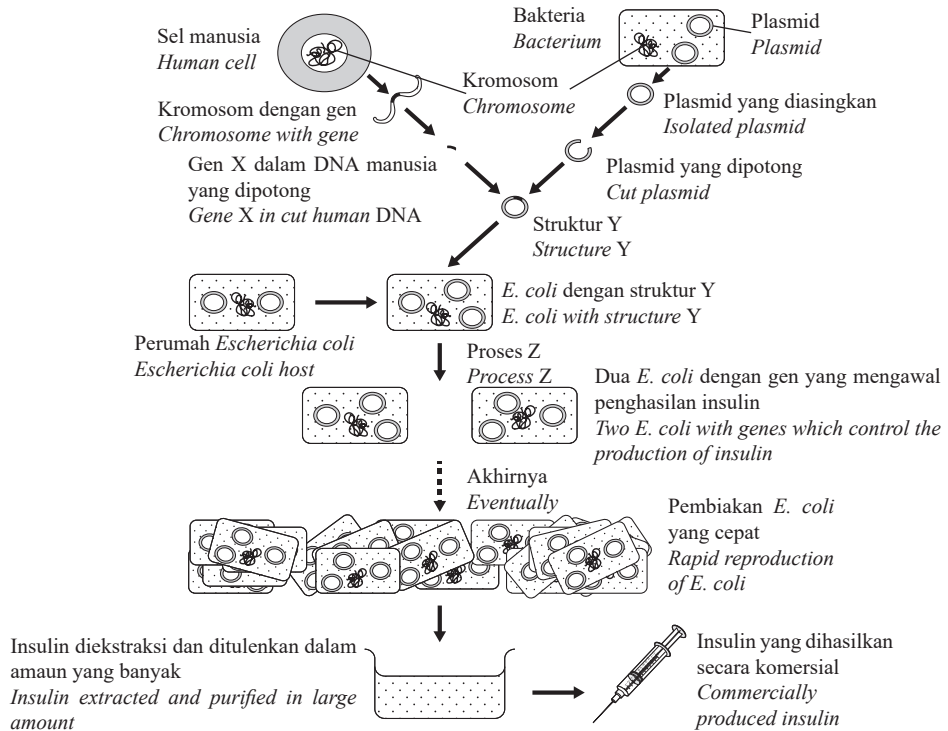 Sel manusia
Human cell
Bakteria
Bacterium
Plasmid
Plasmid
Kromosom
Chromosome
Kromosom dengan gen
Chromosome with gene
Plasmid yang diasingkan
Isolated plasmid
Gen X dalam DNA manusia
yang dipotong
Gene X in cut human DNA
Plasmid yang dipotong
Cut plasmid
Struktur Y
Structure Y
E. coli dengan struktur Y
E. coli with structure Y
Perumah Escherichia coli
Escherichia coli host
Proses Z
Process Z
Dua E. coli dengan gen yang mengawal
penghasilan insulin
Two E. coli with genes which control the
production of insulin
Akhirnya
Eventually
Pembiakan E. coli
yang cepat
Rapid reproduction
of E. coli
Insulin diekstraksi dan ditulenkan dalam
amaun yang banyak
Insulin extracted and purified in large
amount
Insulin yang dihasilkan
secara komersial
Commercially
produced insulin